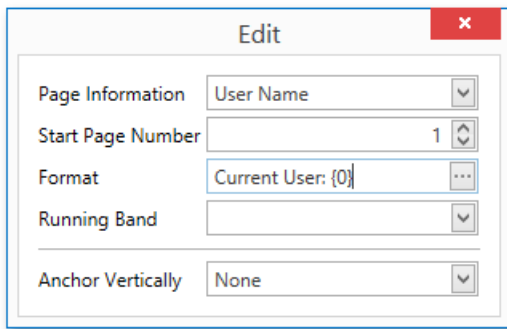 Edit
Page Information User Name
Start Page Number 1
Format Current User: {0}
Running Band
Anchor Vertically None